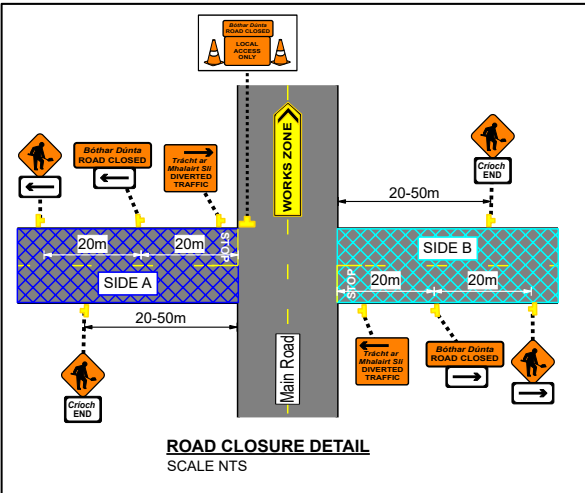 Bóthar Dúnta
ROAD CLOSED
LOCAL
ACCESS
ONLY
WORKS ZONE
Críoch
END
Bóthar Dúnta
ROAD CLOSED
Trácht ar
Mhalairt Slí
DIVERTED
TRAFFIC
20-50m
20m
20m
STOP
SIDE A
SIDE B
STOP
20m
20m
20-50m
Main Road
Críoch
END
Trácht ar
Mhalairt Slí
DIVERTED
TRAFFIC
Bóthar Dúnta
ROAD CLOSED
ROAD CLOSURE DETAIL
SCALE NTS